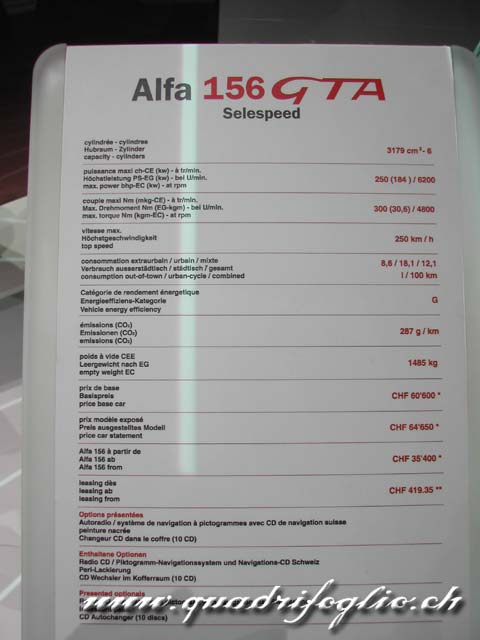 Alfa 156 GTA
Selespeed
cylindrée - cylindres
Hubraum - Zylinder
capacity - cylinders
3179 cm³ - 6
puissance maxi ch-CE (kw) - à tr/min.
Höchstleistung PS-EG (kw) - bei U/min.
max. power bhp-EC (kw) - at rpm
250 (184 ) / 6200
couple maxi Nm (mkg-CE) - à tr/min.
Max. Drehmoment Nm (EG-kgm) - bei U/min.
max. torque Nm (kgm-EC) - at rpm
300 (30,6) / 4800
vitesse max.
Höchstgeschwindigkeit
top speed
250 km / h
consommation extraurbain / urbain / mixte
Verbrauch ausserstädtisch / städtisch / gesamt
consumption out-of-town / urban-cycle / combined
8,6 / 18,1 / 12,1
l / 100 km
Catégorie de rendement énergetique
Energieeffiziens-Kategorie
Vehicle energy efficiency
G
émissions (CO₂)
Emissionen (CO₂)
emissions (CO₂)
287 g / km
poids à vide CEE
Leergewicht nach EG
empty weight EC
1485 kg
prix de base
Basispreis
price base car
CHF 60'600 *
prix modèle exposé
Preis ausgestelltes Modell
price car statement
CHF 64'650 *
Alfa 156 à partir de
Alfa 156 ab
Alfa 156 from
CHF 35'400 *
leasing dès
leasing ab
leasing from
CHF 419.35 **
Options présentées
Autoradio / système de navigation à pictogrammes avec CD de navigation suisse
peinture nacrée
Changeur CD dans le coffre (10 CD)
Enthaltene Optionen
Radio CD / Piktogramm-Navigationssystem und Navigations-CD Schweiz
Perl-Lackierung
CD Wechsler im Kofferraum (10 CD)
Presented optionals
CD Autochanger (10 discs)
www.quadrifoglio.ch